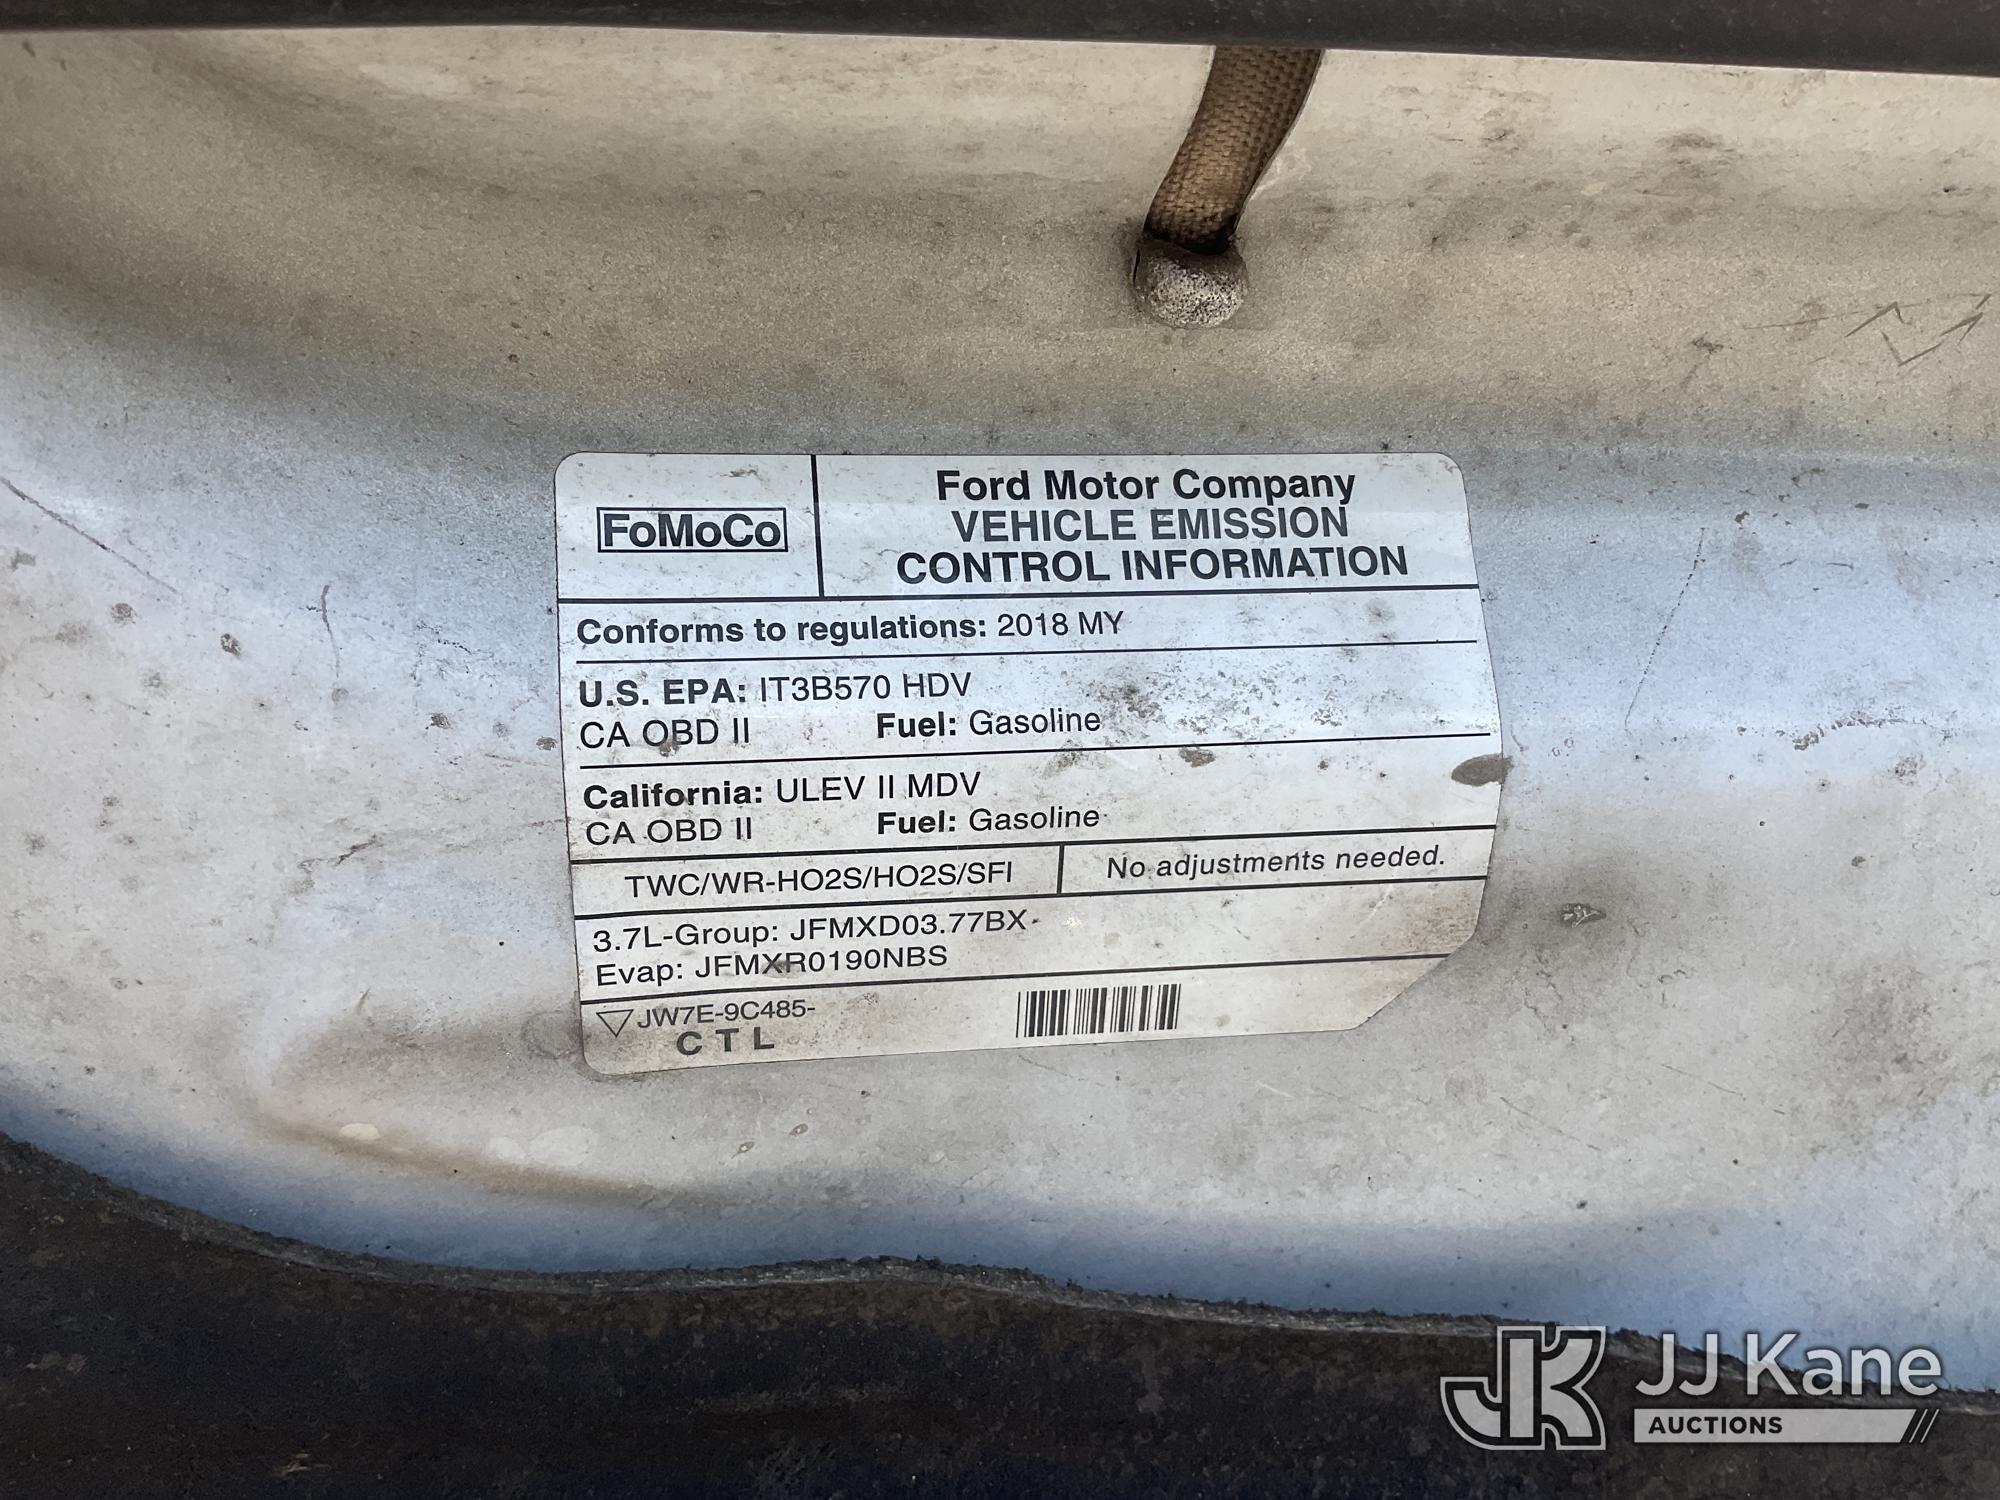 FoMoCo
Ford Motor Company
VEHICLE EMISSION
CONTROL INFORMATION
Conforms to regulations: 2018 MY
U.S. EPA: IT3B570 HDV
CA OBD II Fuel: Gasoline
California: ULEV II MDV
CA OBD II Fuel: Gasoline
TWC/WR-HO2S/HO2S/SFI No adjustments needed.
3.7L-Group: JFMXD03.77BX
Evap: JFMXR0190NBS
JW7E-9C485-
C T L
JK JJ Kane
AUCTIONS